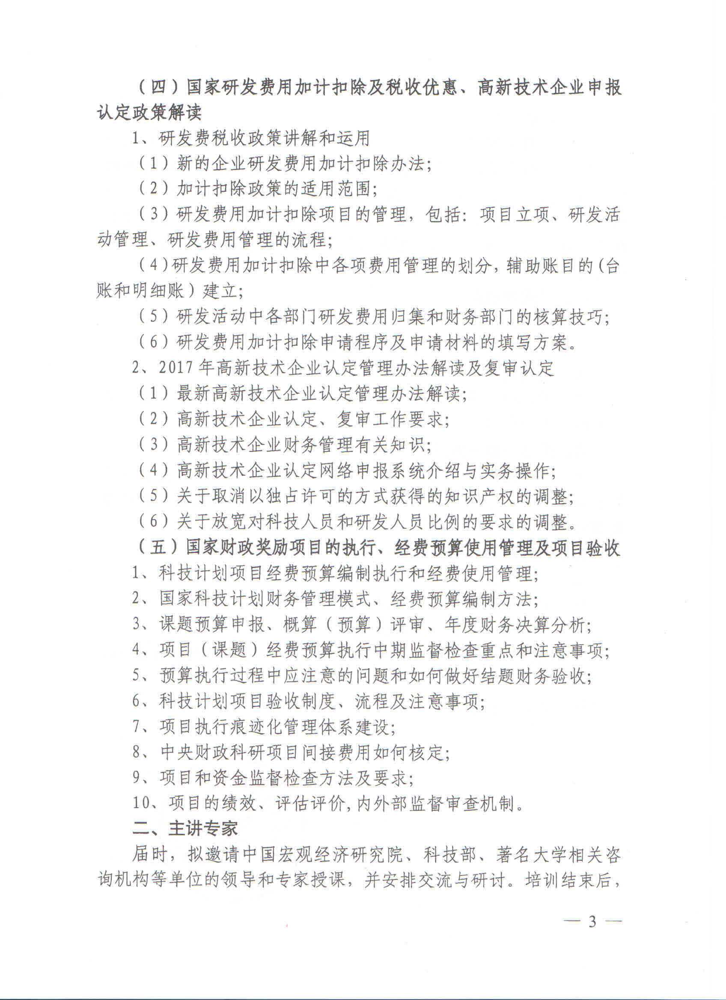 （四）国家研发费用加计扣除及税收优惠、高新技术企业申报
认定政策解读
1、研发费税收政策讲解和运用
（1）新的企业研发费用加计扣除办法；
（2）加计扣除政策的适用范围；
（3）研发费用加计扣除项目的管理，包括：项目立项、研发活
动管理、研发费用管理的流程；
（4)研发费用加计扣除中各项费用管理的划分，辅助账目的(台
账和明细账）建立；
（5）研发活动中各部门研发费用归集和财务部门的核算技巧；
（6）研发费用加计扣除申请程序及申请材料的填写方案。
2、2017 年高新技术企业认定管理办法解读及复审认定
（1）最新高新技术企业认定管理办法解读；
（2）高新技术企业认定、复审工作要求；
（3）高新技术企业财务管理有关知识；
（4）高新技术企业认定网络申报系统介绍与实务操作；
（5）关于取消以独占许可的方式获得的知识产权的调整；
（6）关于放宽对科技人员和研发人员比例的要求的调整。
（五）国家财政奖励项目的执行、经费预算使用管理及项目验收
1、科技计划项目经费预算编制执行和经费使用管理；
2、国家科技计划财务管理模式、经费预算编制方法；
3、课题预算申报、概算（预算）评审、年度财务决算分析；
4、项目（课题）经费预算执行中期监督检查重点和注意事项；
5、预算执行过程中应注意的问题和如何做好结题财务验收；
6、科技计划项目验收制度、流程及注意事项；
7、项目执行痕迹化管理体系建设；
8、中央财政科研项目间接费用如何核定；
9、项目和资金监督检查方法及要求；
10、项目的绩效、评估评价,内外部监督审查机制。
二、主讲专家
届时，拟邀请中国宏观经济研究院、科技部、著名大学相关咨
询机构等单位的领导和专家授课，并安排交流与研讨。培训结束后，
— 3 —